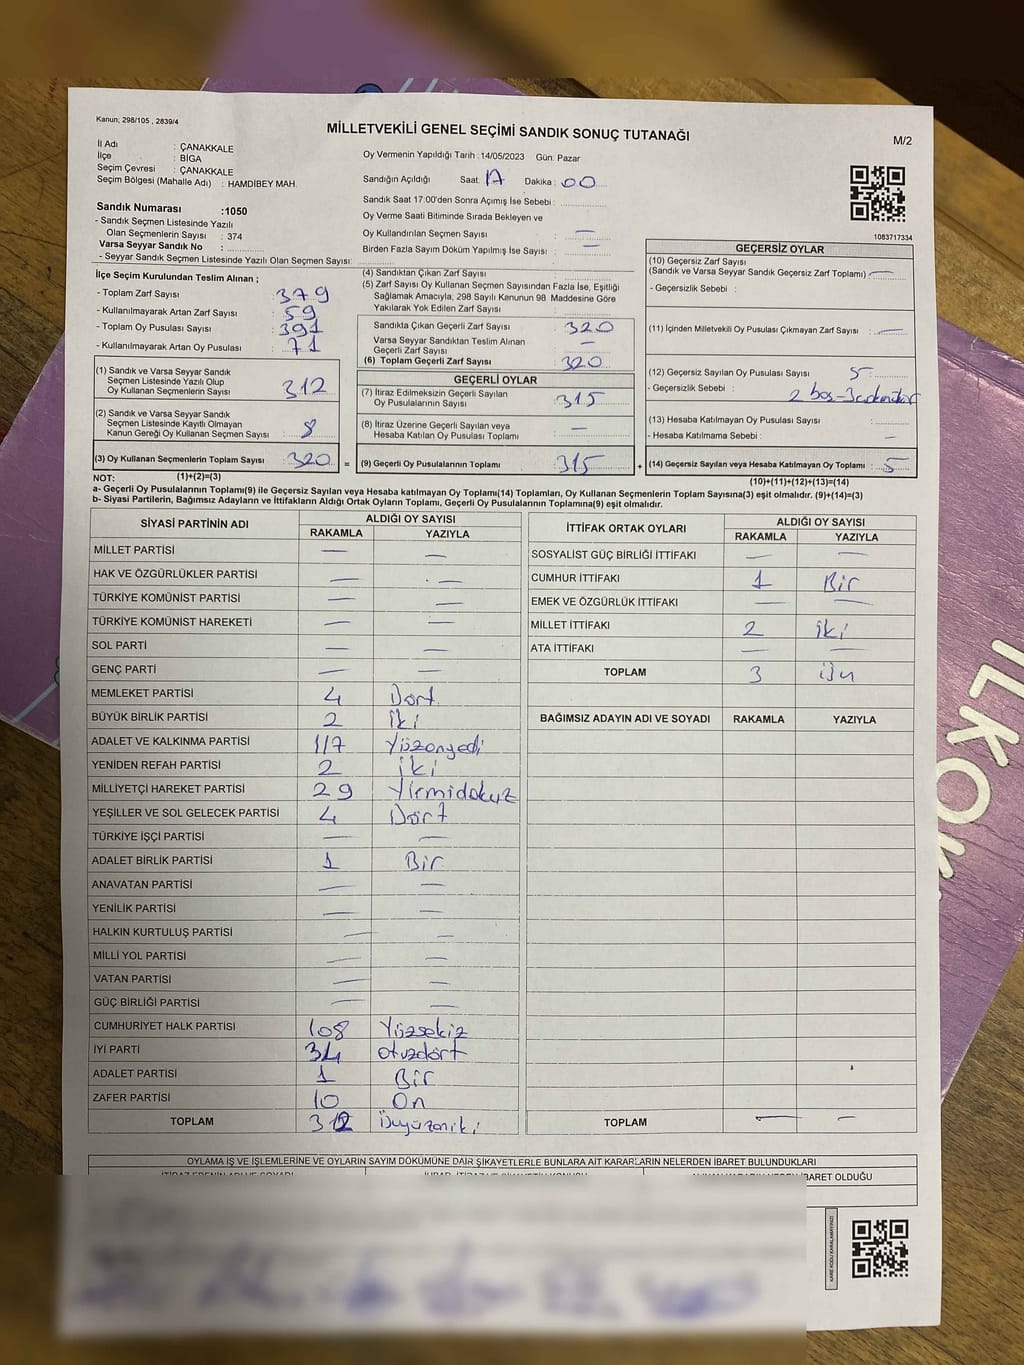 Kanun; 298/105 , 2839/4
MİLLETVEKİLİ GENEL SEÇİMİ SANDIK SONUÇ TUTANAĞI
M/2
İl Adı : ÇANAKKALE
İlçe : BİGA
Seçim Çevresi : ÇANAKKALE
Seçim Bölgesi (Mahalle Adı) : HAMDİBEY MAH.
Oy Vermenin Yapıldığı Tarih :14/05/2023 Gün: Pazar
Sandığın Açıldığı Saat: 17 Dakika : 00
Sandık Saat 17:00'den Sonra Açımış İse Sebebi :
Oy Verme Saati Bitiminde Sırada Bekleyen ve
Oy Kullandırılan Seçmen Sayısı : —
Birden Fazla Sayım Döküm Yapılmış İse Sayısı : —
1083717334
Sandık Numarası :1050
- Sandık Seçmen Listesinde Yazılı
Olan Seçmenlerin Sayısı : 374
Varsa Seyyar Sandık No :
- Seyyar Sandık Seçmen Listesinde Yazılı Olan Seçmen Sayısı:
İlçe Seçim Kurulundan Teslim Alınan ;
- Toplam Zarf Sayısı : 379
- Kullanılmayarak Artan Zarf Sayısı : 59
- Toplam Oy Pusulası Sayısı : 391
- Kullanılmayarak Artan Oy Pusulası : 71
(1) Sandık ve Varsa Seyyar Sandık
Seçmen Listesinde Yazılı Olup
Oy Kullanan Seçmenlerin Sayısı : 312
(2) Sandık ve Varsa Seyyar Sandık
Seçmen Listesinde Kayıtlı Olmayan
Kanun Gereği Oy Kullanan Seçmen Sayısı : 8
(3) Oy Kullanan Seçmenlerin Toplam Sayısı : 320
(4) Sandıktan Çıkan Zarf Sayısı :
(5) Zarf Sayısı Oy Kullanan Seçmen Sayısından Fazla İse, Eşitliği
Sağlamak Amacıyla; 298 Sayılı Kanunun 98. Maddesine Göre
Yakılarak Yok Edilen Zarf Sayısı :
Sandıkta Çıkan Geçerli Zarf Sayısı : 320
Varsa Seyyar Sandıktan Teslim Alınan
Geçerli Zarf Sayısı : —
(6) Toplam Geçerli Zarf Sayısı : 320
GEÇERLİ OYLAR
(7) İtiraz Edilmeksizin Geçerli Sayılan
Oy Pusulalarının Sayısı : 315
(8) İtiraz Üzerine Geçerli Sayılan veya
Hesaba Katılan Oy Pusulası Toplamı : —
= (9) Geçerli Oy Pusulalarının Toplamı : 315
GEÇERSİZ OYLAR
(10) Geçersiz Zarf Sayısı
(Sandık ve Varsa Seyyar Sandık Geçersiz Zarf Toplamı) : —
- Geçersizlik Sebebi :
(11) İçinden Milletvekili Oy Pusulası Çıkmayan Zarf Sayısı : —
(12) Geçersiz Sayılan Oy Pusulası Sayısı : 5
- Geçersizlik Sebebi : 2 boş-3
(13) Hesaba Katılmayan Oy Pusulası Sayısı :
- Hesaba Katılmama Sebebi : —
+ (14) Geçersiz Sayılan veya Hesaba Katılmayan Oy Toplamı : 5
NOT: (1)+(2)=(3)
(10)+(11)+(12)+(13)=(14)
a- Geçerli Oy Pusulalarının Toplamı(9) ile Geçersiz Sayılan veya Hesaba katılmayan Oy Toplamı(14) Toplamları, Oy Kullanan Seçmenlerin Toplam Sayısına(3) eşit olmalıdır. (9)+(14)=(3)
b- Siyasi Partilerin, Bağımsız Adayların ve İttifakların Aldığı Ortak Oyların Toplamı, Geçerli Oy Pusulalarının Toplamına(9) eşit olmalıdır.
SİYASİ PARTİNİN ADI ALDIĞI OY SAYISI
RAKAMLA YAZIYLA
MİLLET PARTİSİ — —
HAK VE ÖZGÜRLÜKLER PARTİSİ — —
TÜRKİYE KOMÜNİST PARTİSİ — —
TÜRKİYE KOMÜNİST HAREKETİ — —
SOL PARTİ — —
GENÇ PARTİ — —
MEMLEKET PARTİSİ 4 Dört
BÜYÜK BİRLİK PARTİSİ 2 İki
ADALET VE KALKINMA PARTİSİ 117 Yüzonyedi
YENİDEN REFAH PARTİSİ 2 İki
MİLLİYETÇİ HAREKET PARTİSİ 29 Yirmidokuz
YEŞİLLER VE SOL GELECEK PARTİSİ 4 Dört
TÜRKİYE İŞÇİ PARTİSİ — —
ADALET BİRLİK PARTİSİ 1 Bir
ANAVATAN PARTİSİ — —
YENİLİK PARTİSİ — —
HALKIN KURTULUŞ PARTİSİ — —
MİLLİ YOL PARTİSİ — —
VATAN PARTİSİ — —
GÜÇ BİRLİĞİ PARTİSİ — —
CUMHURİYET HALK PARTİSİ 108 Yüzsekiz
İYİ PARTİ 34 otuzdört
ADALET PARTİSİ 1 Bir
ZAFER PARTİSİ 10 On
TOPLAM 312 Üçyüzoniki
İTTİFAK ORTAK OYLARI ALDIĞI OY SAYISI
RAKAMLA YAZIYLA
SOSYALİST GÜÇ BİRLİĞİ İTTİFAKI — —
CUMHUR İTTİFAKI 1 Bir
EMEK VE ÖZGÜRLÜK İTTİFAKI — —
MİLLET İTTİFAKI 2 İki
ATA İTTİFAKI — —
TOPLAM 3 Üç
BAĞIMSIZ ADAYIN ADI VE SOYADI RAKAMLA YAZIYLA
TOPLAM — —
OYLAMA İŞ VE İŞLEMLERİNE VE OYLARIN SAYIM DÖKÜMÜNE DAİR ŞİKAYETLERLE BUNLARA AİT KARARLARIN NELERDEN İBARET BULUNDUKLARI
İBARET OLDUĞU
KARE KODU KARALAMAYINIZ!
İLKOK